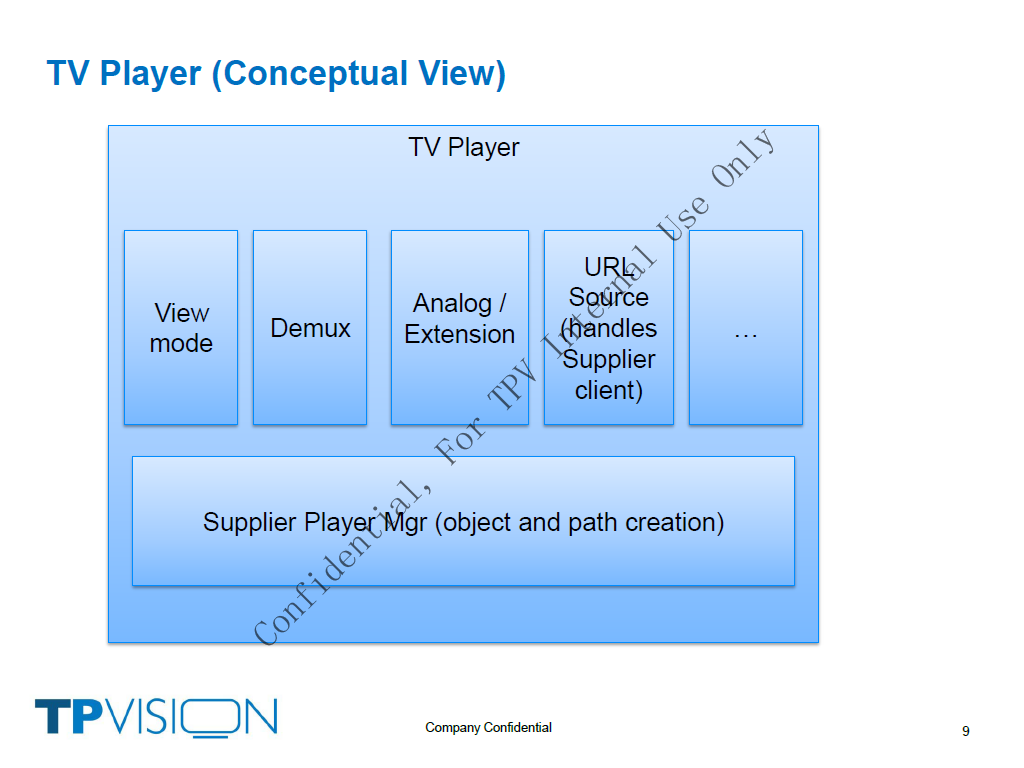 TV Player (Conceptual View)
TV Player
View
mode
Demux
Analog /
Extension
URL
Source
(handles
Supplier
client)
...
Supplier Player Mgr (object and path creation)
Confidential, For TPV Internal Use Only
TPVISION
Company Confidential
9